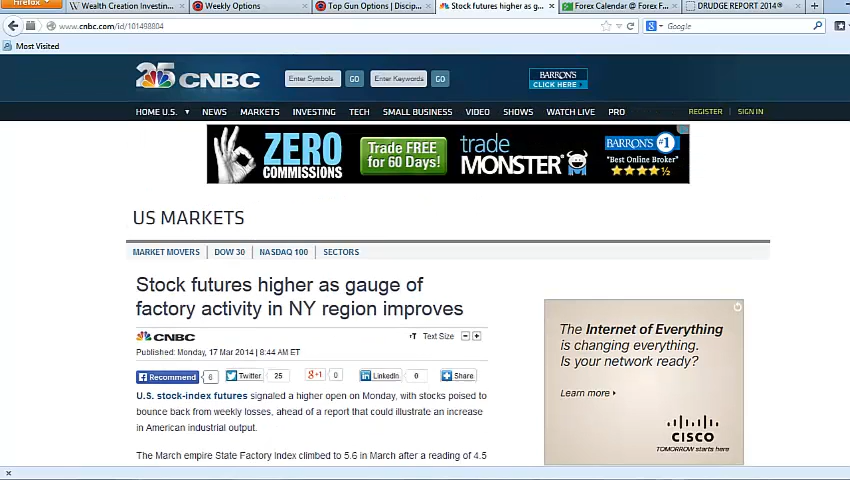 Firefox
Wealth Creation Investin...
Weekly Options
Top Gun Options | Discip...
Stock futures higher as g...
Forex Calendar @ Forex F...
DRUDGE REPORT 2014®
www.cnbc.com/id/101498804
Google
Most Visited
25 CNBC
Enter Symbols GO Enter Keywords GO
BARRON'S
CLICK HERE
HOME U.S. NEWS MARKETS INVESTING TECH SMALL BUSINESS VIDEO SHOWS WATCH LIVE PRO REGISTER SIGN IN
ZERO
COMMISSIONS
Trade FREE
for 60 Days!
trade
MONSTER
BARRON'S #1
"Best Online Broker"
US MARKETS
MARKET MOVERS DOW 30 NASDAQ 100 SECTORS
Stock futures higher as gauge of
factory activity in NY region improves
CNBC
Text Size
Published: Monday, 17 Mar 2014 | 8:44 AM ET
Recommend 6 Twitter 25 +1 0 LinkedIn 0 Share
U.S. stock-index futures signaled a higher open on Monday, with stocks poised to
bounce back from weekly losses, ahead of a report that could illustrate an increase
in American industrial output.
The March empire State Factory Index climbed to 5.6 in March after a reading of 4.5
The Internet of Everything
is changing everything.
Is your network ready?
Learn more
CISCO
TOMORROW starts here